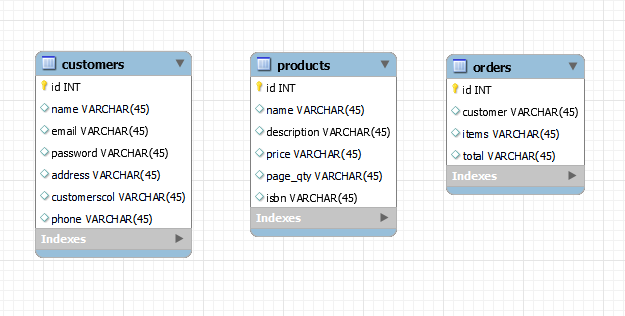 customers
id INT
name VARCHAR(45)
email VARCHAR(45)
password VARCHAR(45)
address VARCHAR(45)
customerscol VARCHAR(45)
phone VARCHAR(45)
Indexes
products
id INT
name VARCHAR(45)
description VARCHAR(45)
price VARCHAR(45)
page_qty VARCHAR(45)
isbn VARCHAR(45)
Indexes
orders
id INT
customer VARCHAR(45)
items VARCHAR(45)
total VARCHAR(45)
Indexes